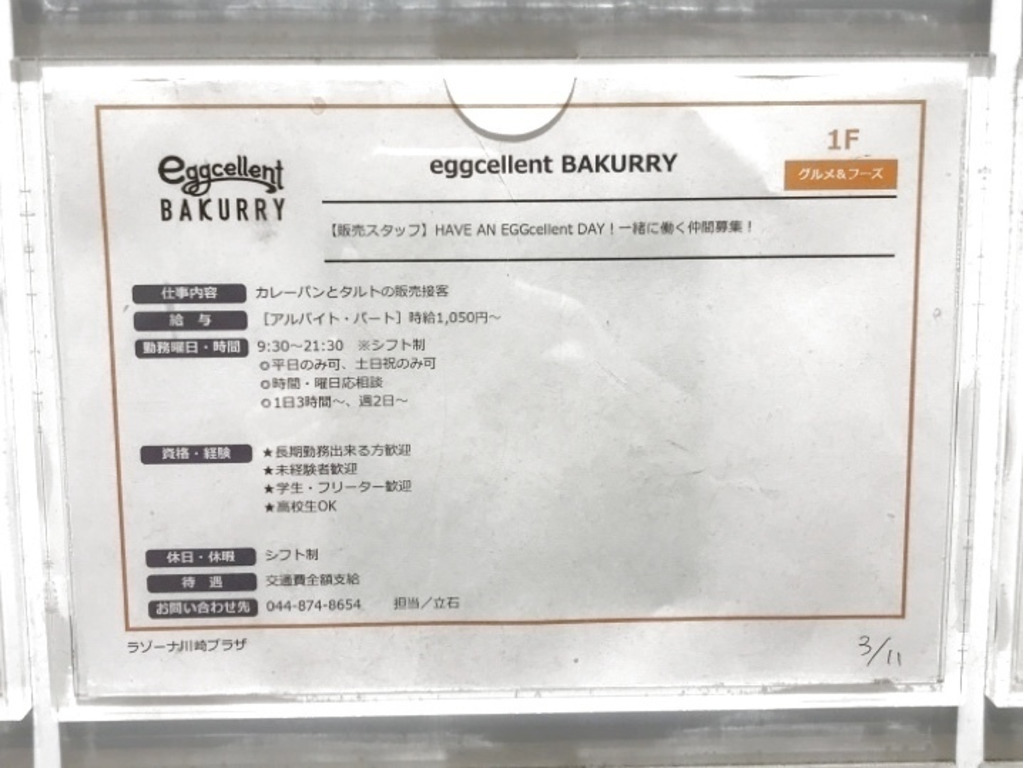 eggcellent
BAKURRY
eggcellent BAKURRY
1F
グルメ&フーズ
【販売スタッフ】HAVE AN EGGcellent DAY！一緒に働く仲間募集！
仕事内容 カレーパンとタルトの販売接客
給 与 ［アルバイト・パート］時給1,050円～
勤務曜日・時間 9:30～21:30 ※シフト制
○平日のみ可、土日祝のみ可
○時間・曜日応相談
○1日3時間～、週2日～
資格・経験 ★長期勤務出来る方歓迎
★未経験者歓迎
★学生・フリーター歓迎
★高校生OK
休日・休暇 シフト制
待 遇 交通費全額支給
お問い合わせ先 044-874-8654 担当／立石
ラゾーナ川崎プラザ
3/11